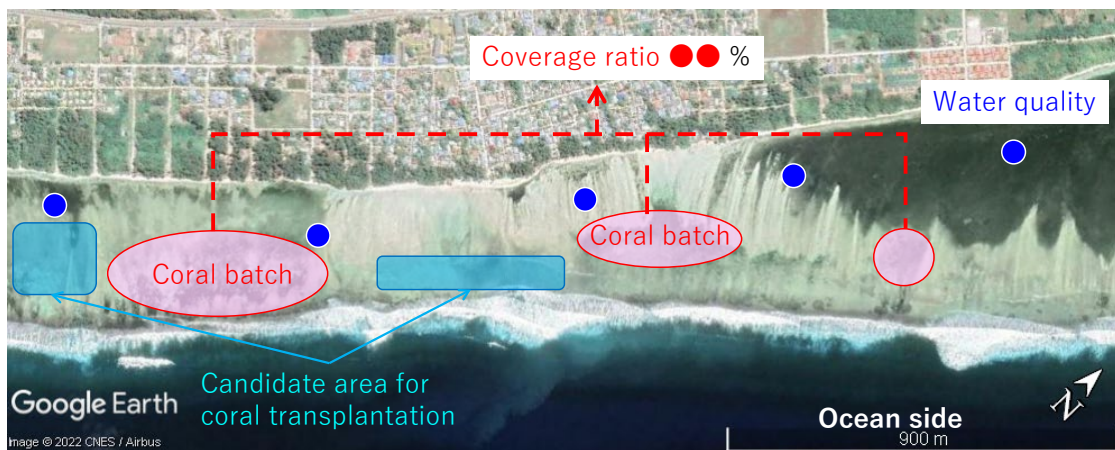 Coverage ratio ●● %
Water quality
Coral batch
Coral batch
Candidate area for
coral transplantation
Google Earth
Image © 2022 CNES / Airbus
Ocean side
900 m
N